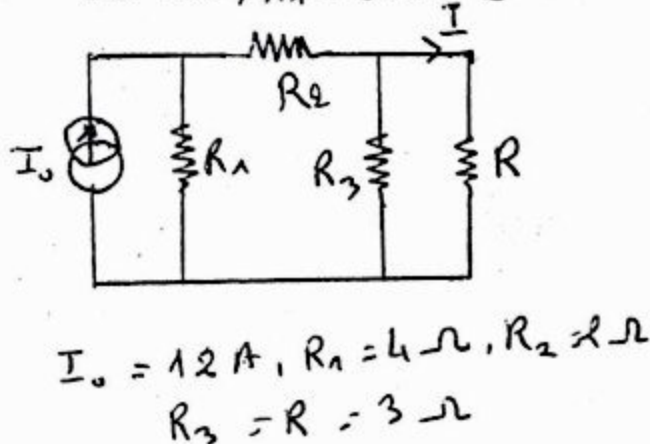 I
R₂
I₀ R₁ R₃ R
I₀ = 12 A, R₁ = 4 Ω, R₂ = 2 Ω
R₃ = R = 3 Ω